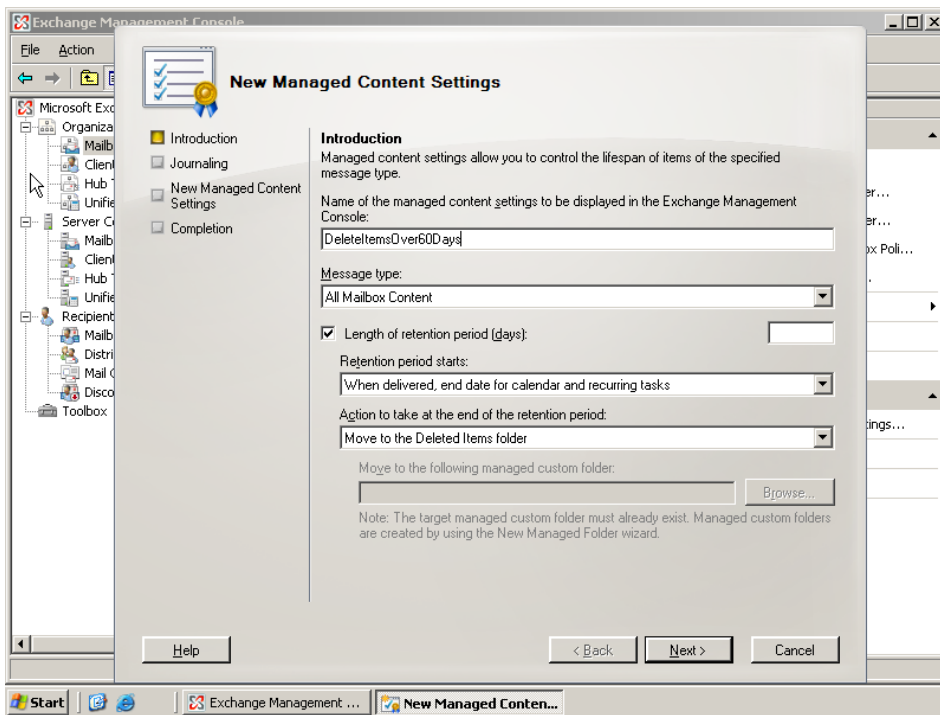 Exchange Management Console
File Action
New Managed Content Settings
Microsoft Exc
Organiza
Mailb
Client
Hub T
Unifie
Server Co
Mailb
Client
Hub T
Unifie
Recipient
Mailb
Distri
Mail C
Disco
Toolbox
Introduction
Journaling
New Managed Content
Settings
Completion
Introduction
Managed content settings allow you to control the lifespan of items of the specified
message type.
Name of the managed content settings to be displayed in the Exchange Management
Console:
DeleteItemsOver60Days
Message type:
All Mailbox Content
Length of retention period (days):
Retention period starts:
When delivered, end date for calendar and recurring tasks
Action to take at the end of the retention period:
Move to the Deleted Items folder
Move to the following managed custom folder:
Browse...
Note: The target managed custom folder must already exist. Managed custom folders
are created by using the New Managed Folder wizard.
er...
er...
ox Poli...
.
ings...
Help
< Back
Next >
Cancel
Start
Exchange Management ...
New Managed Conten...